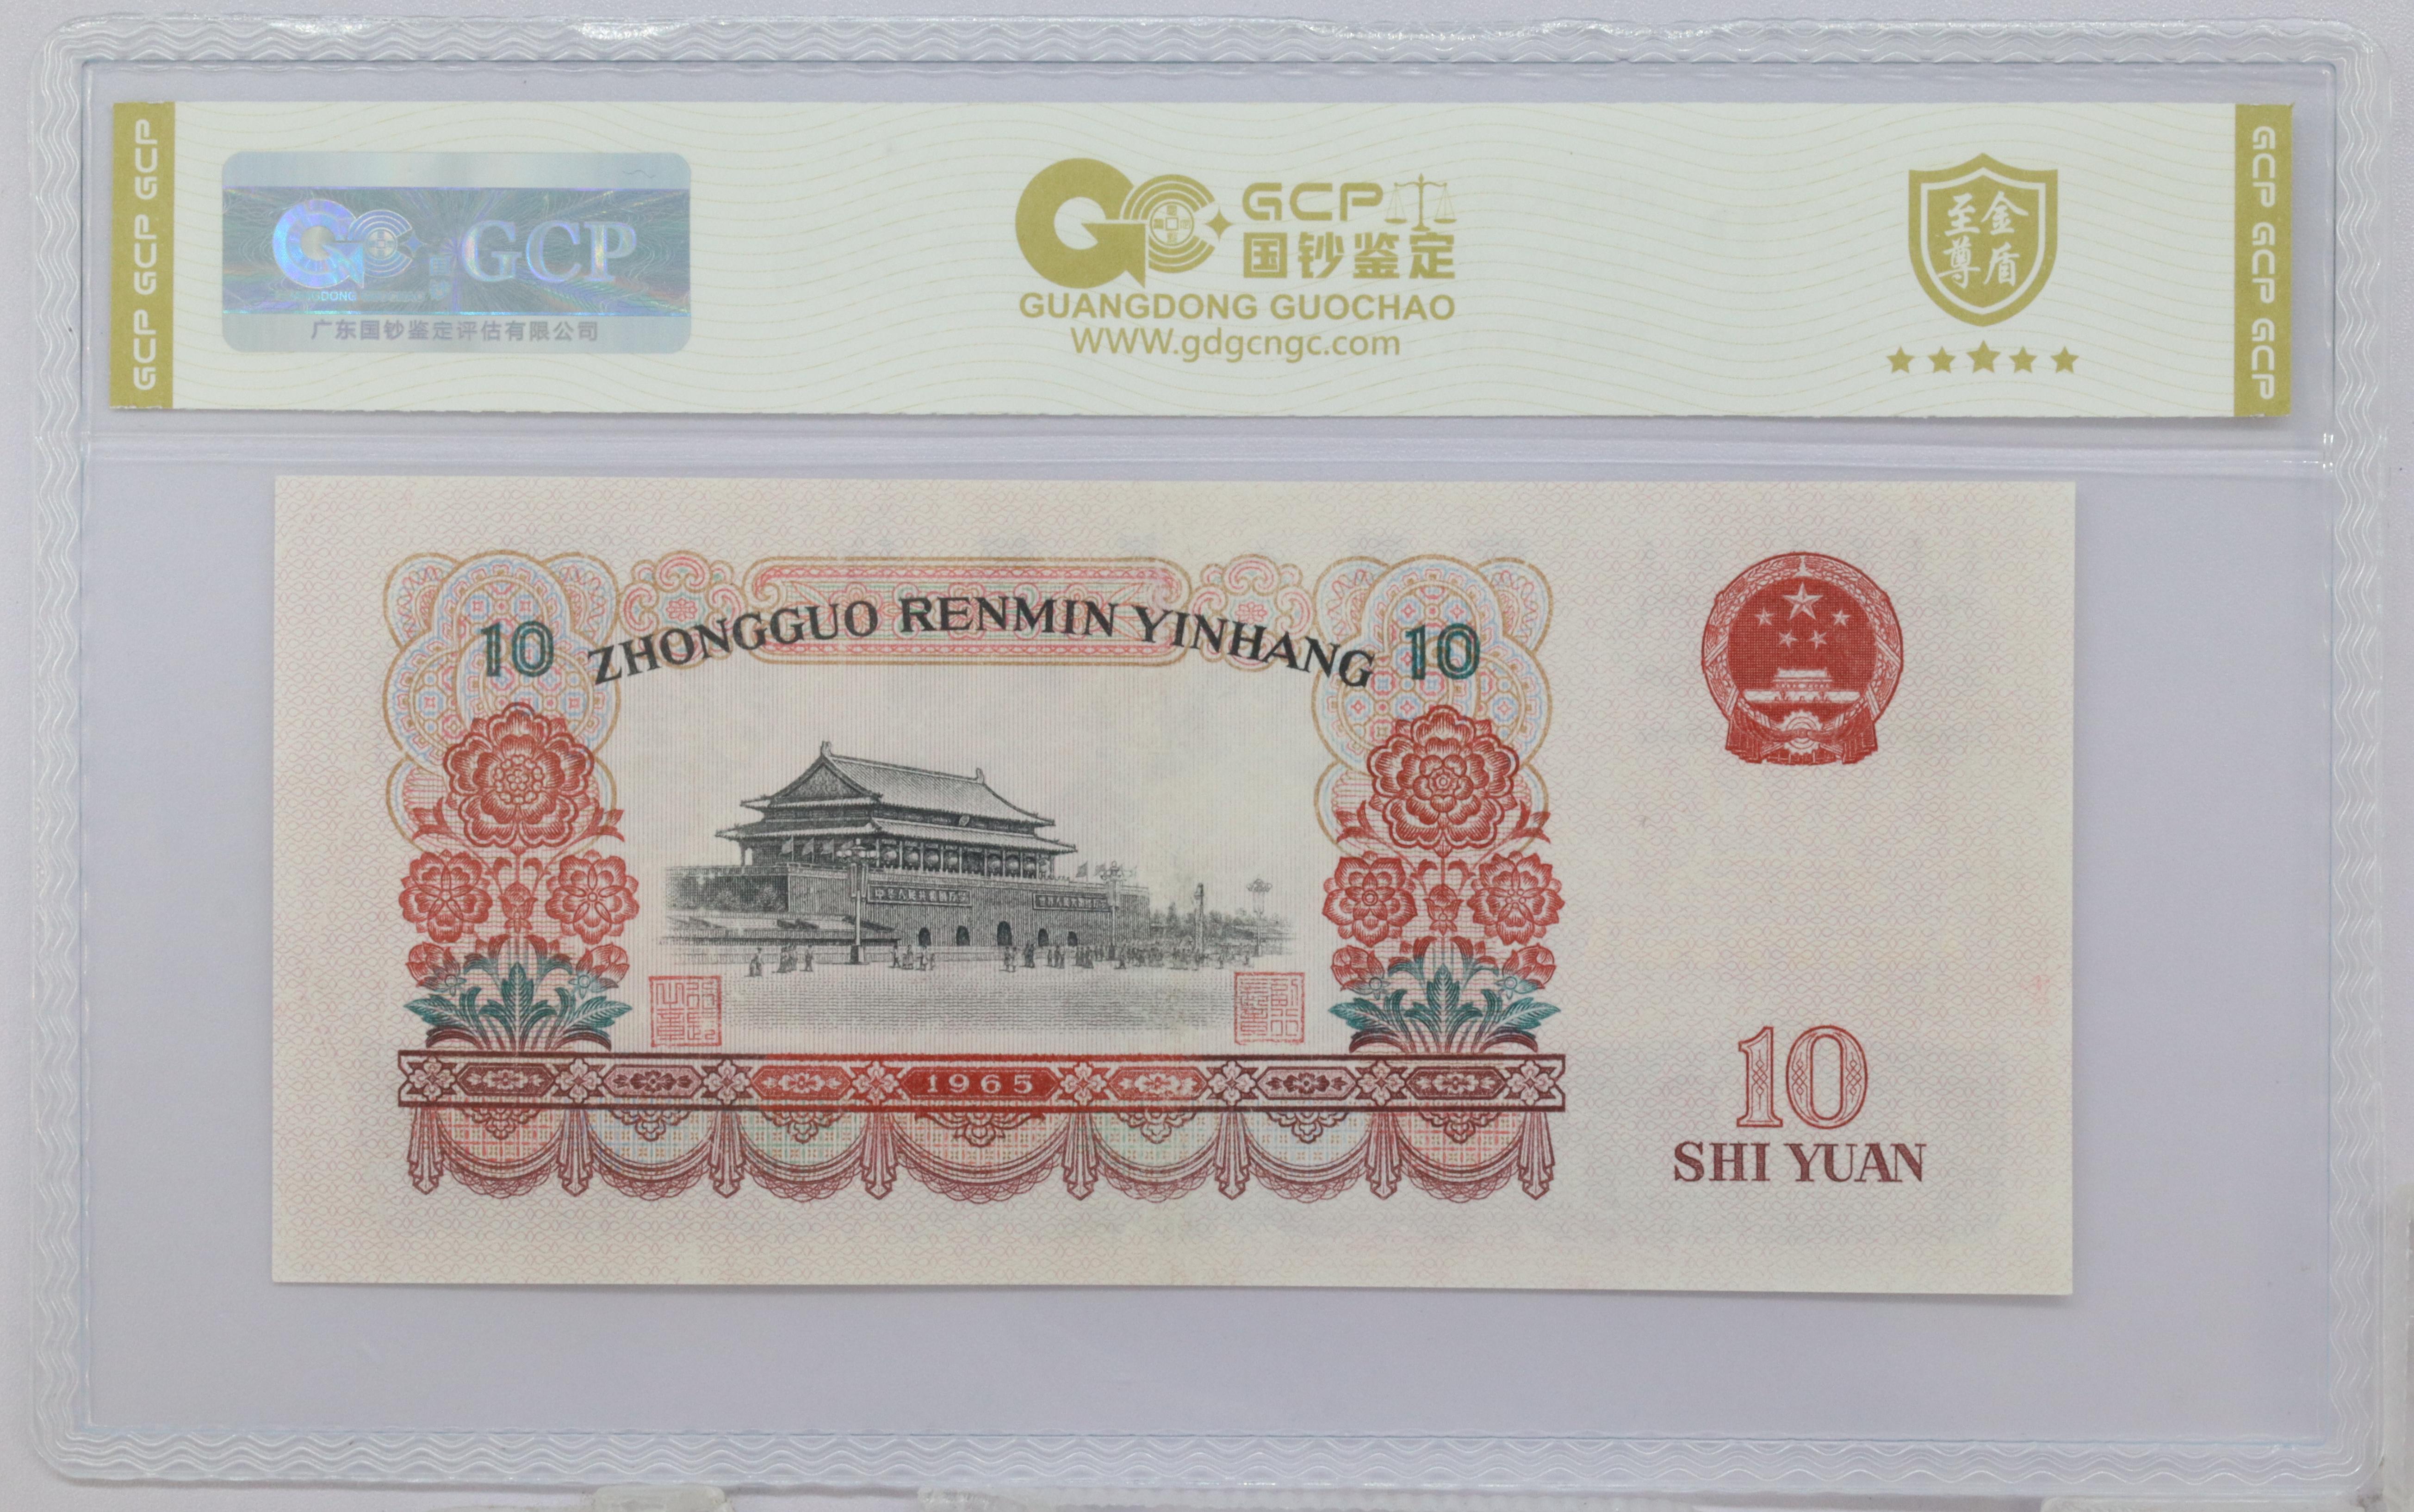 GCP GCP GCP
GCP
广东国钞鉴定评估有限公司
GCP
国钞鉴定
GUANGDONG GUOCHAO
WWW.gdgcngc.com
至尊 金盾
GCP GCP GCP
10 ZHONGGUO RENMIN YINHANG 10
1965
10
SHI YUAN